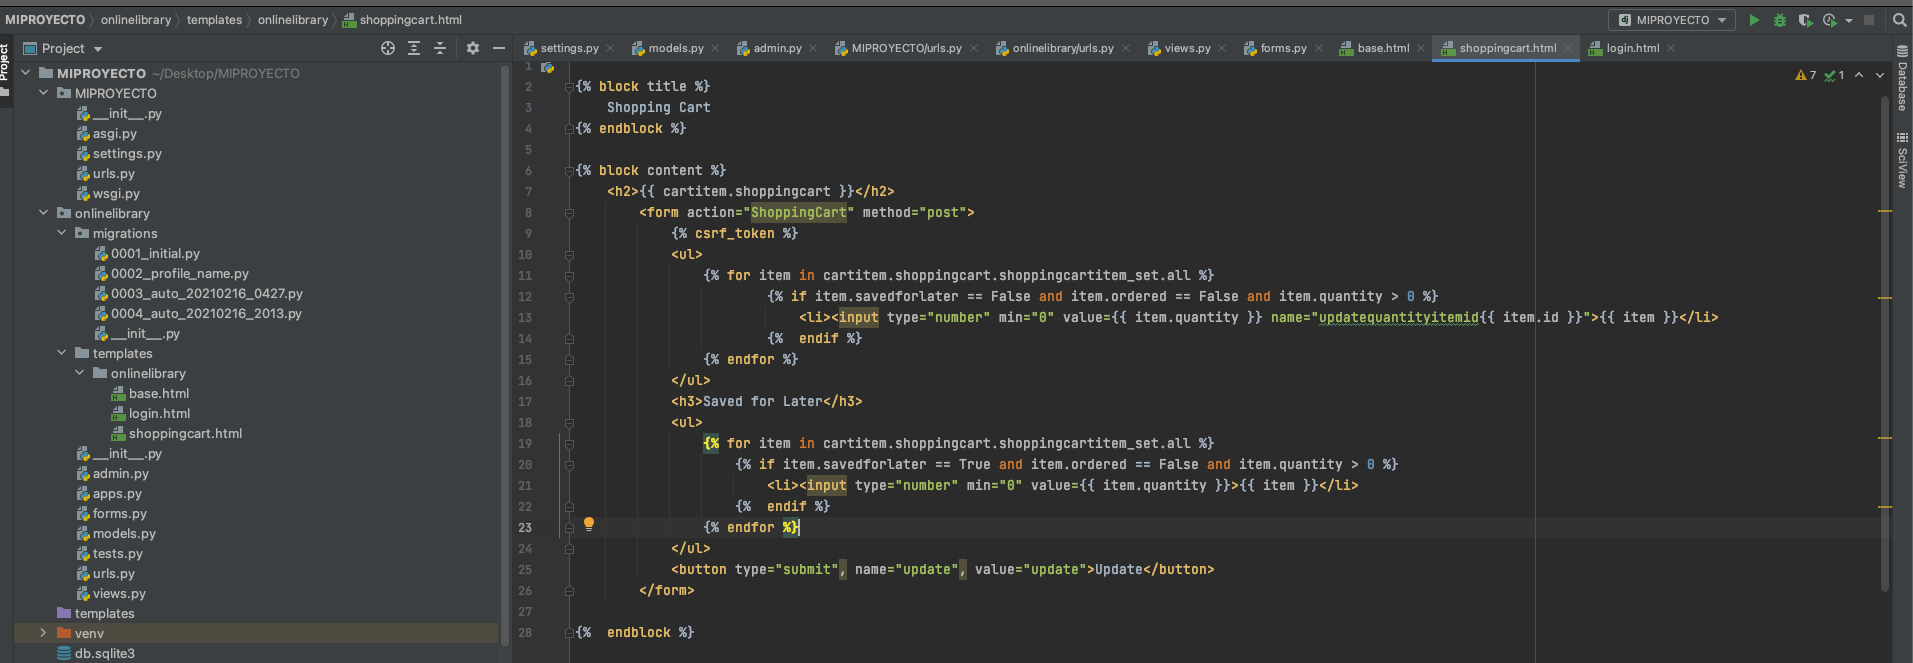 MIPROYECTO onlinelibrary templates onlinelibrary shoppingcart.html
MIPROYECTO
Project
Project
settings.py models.py admin.py MIPROYECTO/urls.py onlinelibrary/urls.py views.py forms.py base.html shoppingcart.html login.html
MIPROYECTO ~/Desktop/MIPROYECTO
MIPROYECTO
__init__.py
asgi.py
settings.py
urls.py
wsgi.py
onlinelibrary
migrations
0001_initial.py
0002_profile_name.py
0003_auto_20210216_0427.py
0004_auto_20210216_2013.py
__init__.py
templates
onlinelibrary
base.html
login.html
shoppingcart.html
__init__.py
admin.py
apps.py
forms.py
models.py
tests.py
urls.py
views.py
templates
venv
db.sqlite3
1
2 {% block title %}
3 Shopping Cart
4 {% endblock %}
5
6 {% block content %}
7 <h2>{{ cartitem.shoppingcart }}</h2>
8 <form action="ShoppingCart" method="post">
9 {% csrf_token %}
10 <ul>
11 {% for item in cartitem.shoppingcart.shoppingcartitem_set.all %}
12 {% if item.savedforlater == False and item.ordered == False and item.quantity > 0 %}
13 <li><input type="number" min="0" value={{ item.quantity }} name="updatequantityitemid{{ item.id }}">{{ item }}</li>
14 {%  endif %}
15 {% endfor %}
16 </ul>
17 <h3>Saved for Later</h3>
18 <ul>
19 {% for item in cartitem.shoppingcart.shoppingcartitem_set.all %}
20 {% if item.savedforlater == True and item.ordered == False and item.quantity > 0 %}
21 <li><input type="number" min="0" value={{ item.quantity }}>{{ item }}</li>
22 {%  endif %}
23 {% endfor %}
24 </ul>
25 <button type="submit", name="update", value="update">Update</button>
26 </form>
27
28 {%  endblock %}
7 1
Database
SciView